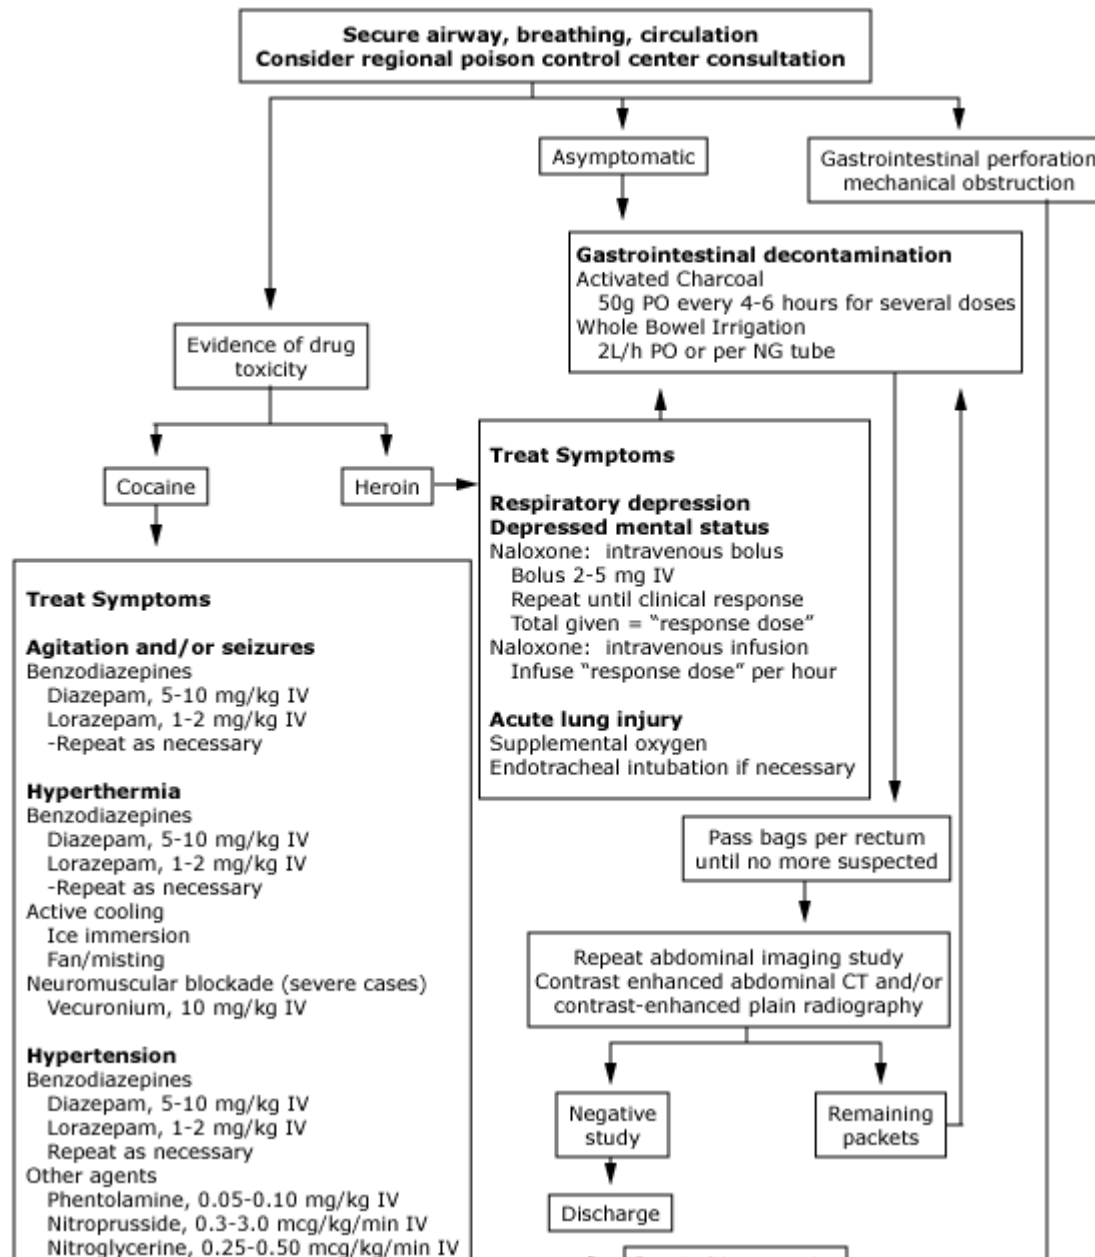 Secure airway, breathing, circulation
Consider regional poison control center consultation
Asymptomatic
Gastrointestinal perforation
mechanical obstruction
Gastrointestinal decontamination
Activated Charcoal
50g PO every 4-6 hours for several doses
Whole Bowel Irrigation
2L/h PO or per NG tube
Evidence of drug
toxicity
Cocaine
Heroin
Treat Symptoms
Respiratory depression
Depressed mental status
Naloxone: intravenous bolus
Bolus 2-5 mg IV
Repeat until clinical response
Total given = “response dose”
Naloxone: intravenous infusion
Infuse “response dose” per hour
Acute lung injury
Supplemental oxygen
Endotracheal intubation if necessary
Treat Symptoms
Agitation and/or seizures
Benzodiazepines
Diazepam, 5-10 mg/kg IV
Lorazepam, 1-2 mg/kg IV
-Repeat as necessary
Hyperthermia
Benzodiazepines
Diazepam, 5-10 mg/kg IV
Lorazepam, 1-2 mg/kg IV
-Repeat as necessary
Active cooling
Ice immersion
Fan/misting
Neuromuscular blockade (severe cases)
Vecuronium, 10 mg/kg IV
Hypertension
Benzodiazepines
Diazepam, 5-10 mg/kg IV
Lorazepam, 1-2 mg/kg IV
Repeat as necessary
Other agents
Phentolamine, 0.05-0.10 mg/kg IV
Nitroprusside, 0.3-3.0 mcg/kg/min IV
Nitroglycerine, 0.25-0.50 mcg/kg/min IV
Pass bags per rectum
until no more suspected
Repeat abdominal imaging study
Contrast enhanced abdominal CT and/or
contrast-enhanced plain radiography
Negative
study
Remaining
packets
Discharge